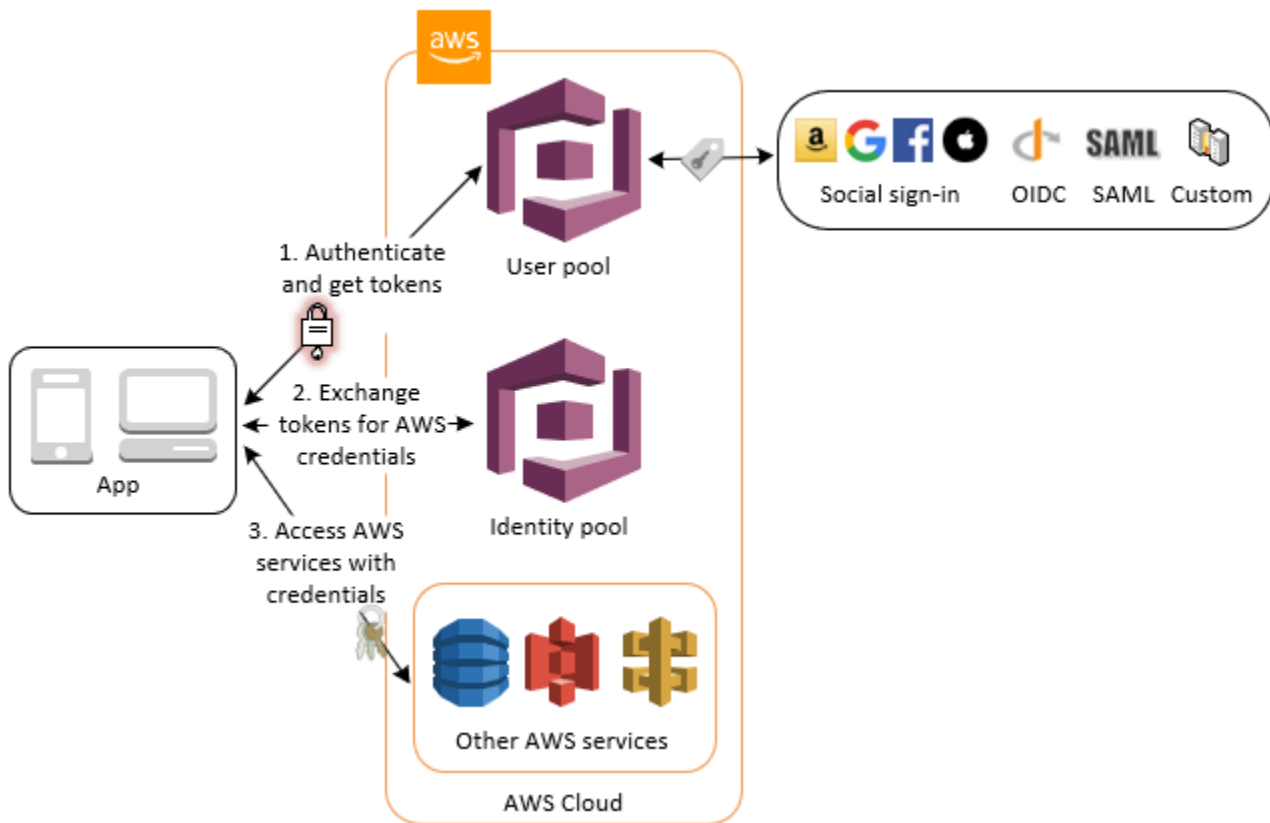 aws
a
SAML
Social sign-in
OIDC
SAML
Custom
1. Authenticate
and get tokens
User pool
2. Exchange
tokens for AWS
credentials
App
Identity pool
3. Access AWS
services with
credentials
Other AWS services
AWS Cloud